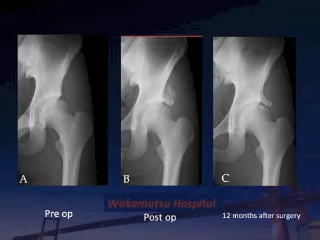 A
B
C
Wakamatsu Hospital
Pre op
Post op
12 months after surgery